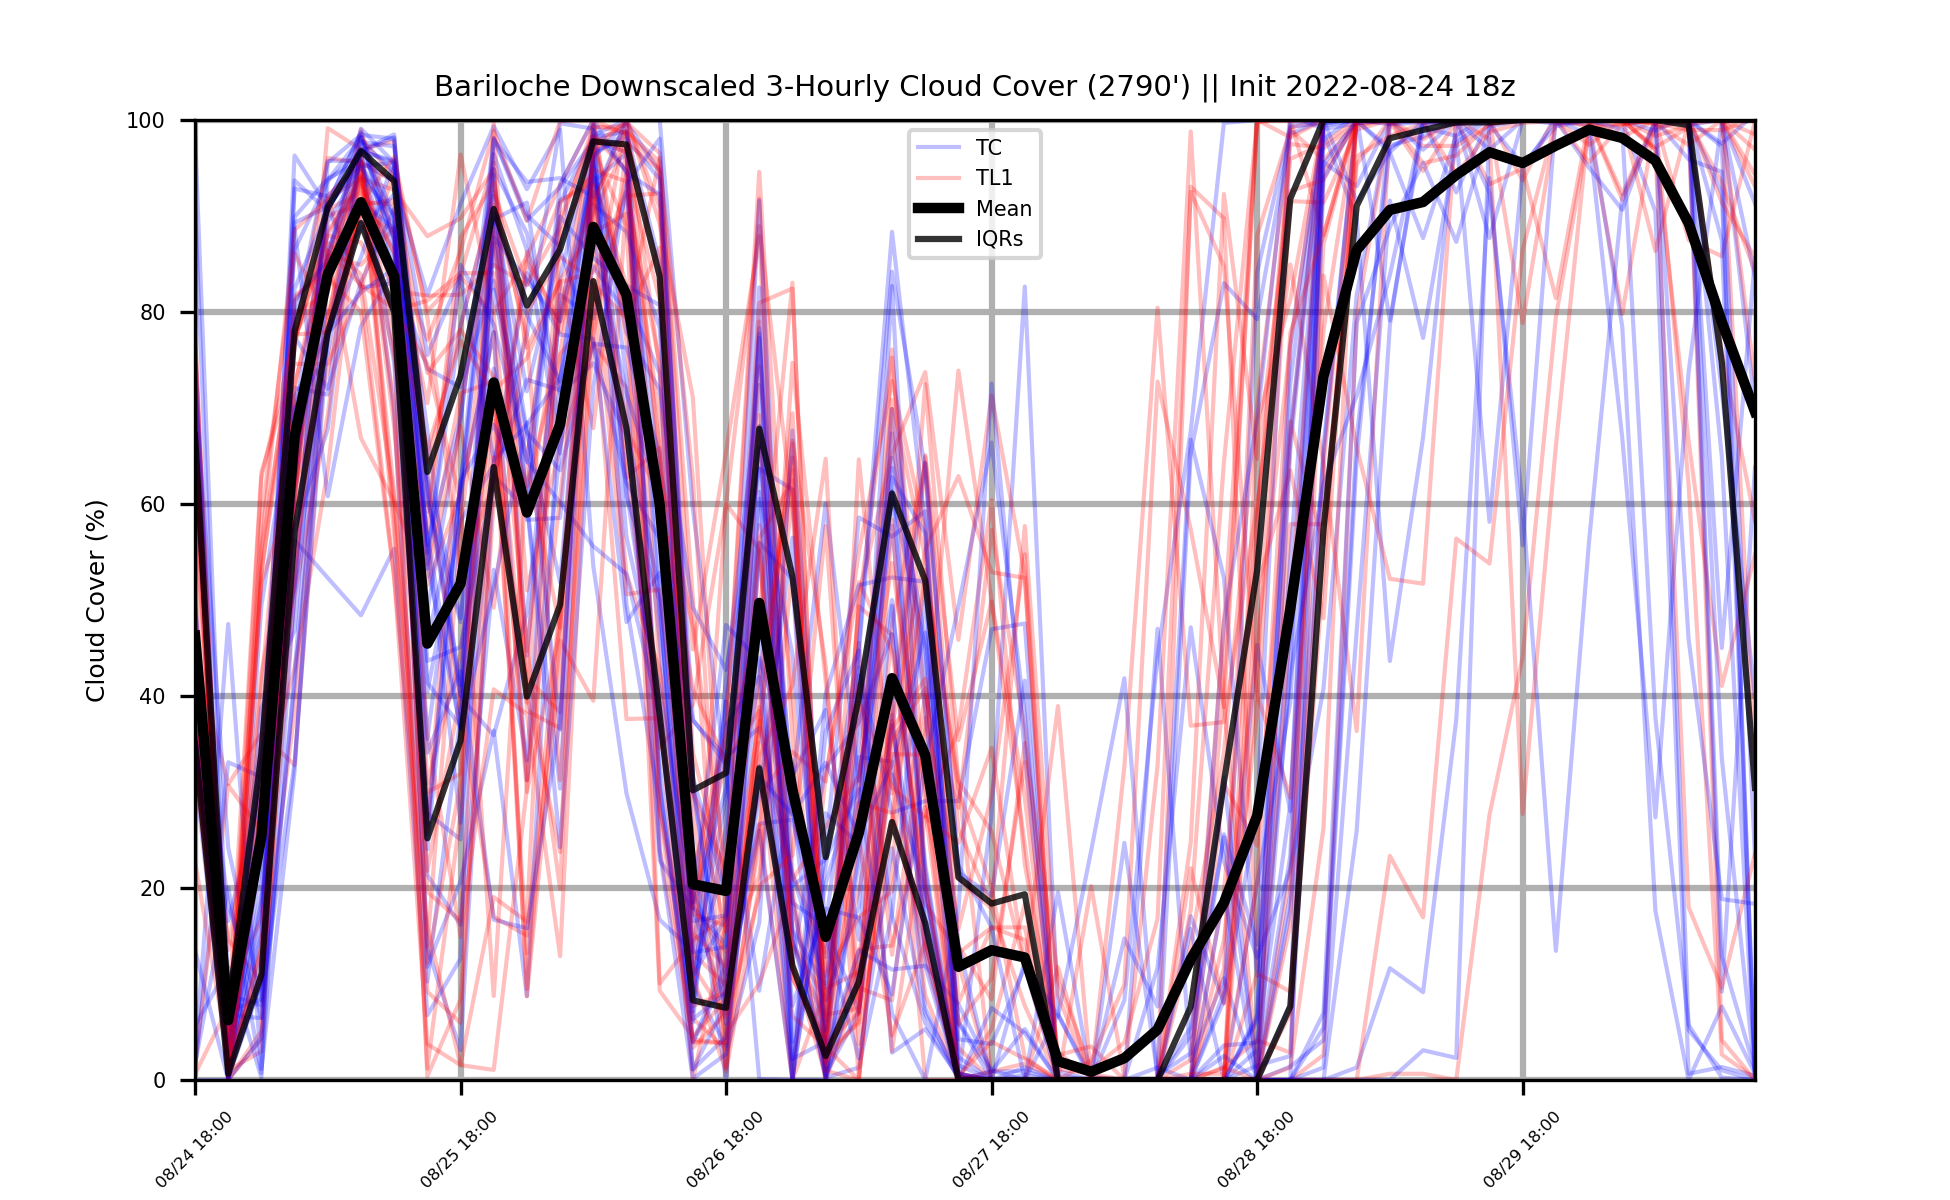 Bariloche Downscaled 3-Hourly Cloud Cover (2790') || Init 2022-08-24 18z
Cloud Cover (%)
100
80
60
40
20
0
TC
TL1
Mean
IQRs
08/24 18:00
08/25 18:00
08/26 18:00
08/27 18:00
08/28 18:00
08/29 18:00